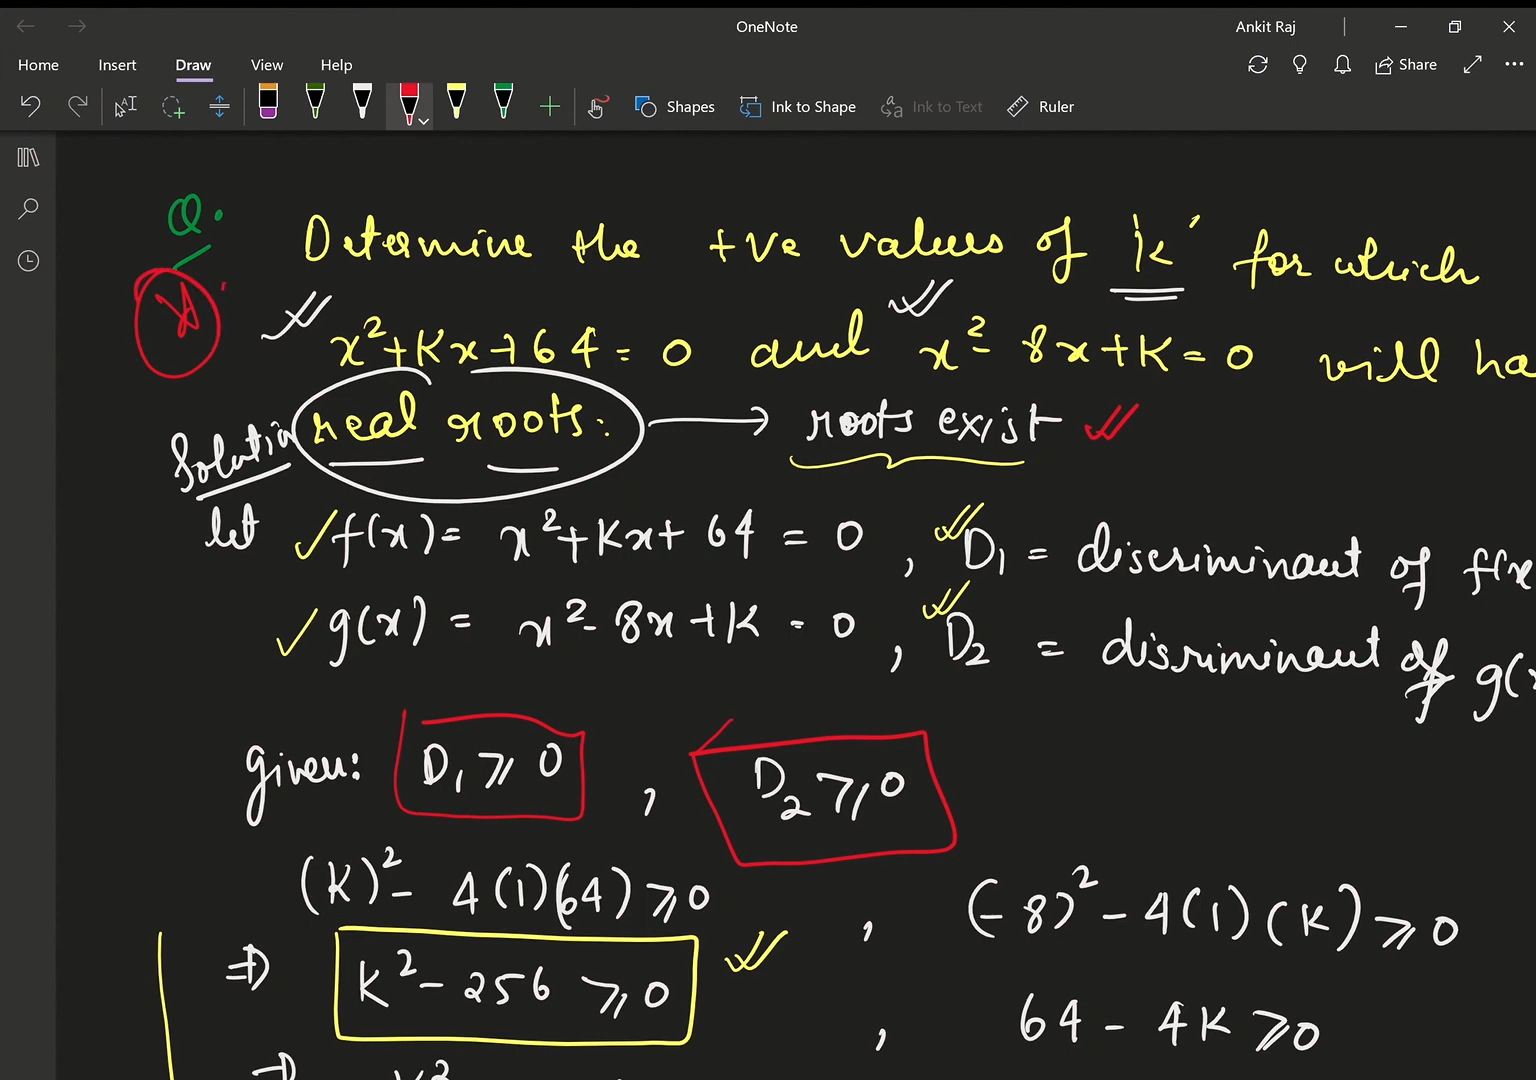 OneNote
Ankit Raj
Home Insert Draw View Help
Share
Shapes Ink to Shape Ink to Text Ruler
Q.
Determine the +ve values of 'k' for which
x²+Kx+64=0 and x²-8x+K=0 will ha
real roots. → roots exist
Solution
let f(x)= x²+Kx+64 = 0 , D₁ = discriminant of f(x
g(x) = x²-8x+K = 0 , D₂ = discriminant of g(x
given: D₁ ⩾ 0 , D₂ ⩾ 0
(K)²- 4(1)(64) ⩾ 0 , (-8)²-4(1)(K) ⩾ 0
⇒ K²- 256 ⩾ 0
, 64 - 4K ⩾ 0